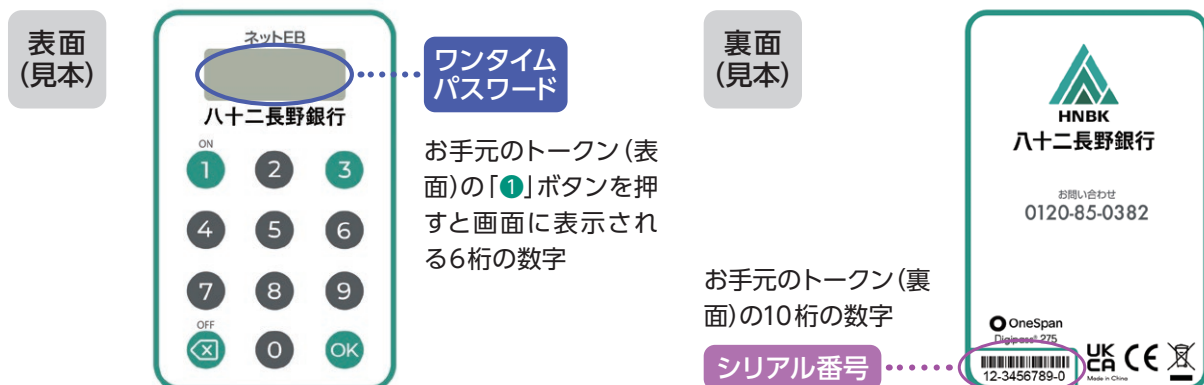 表面
(見本)
ネットEB
八十二長野銀行
ON
1
2
3
4
5
6
7
8
9
OFF
0
OK
ワンタイム
パスワード
お手元のトークン(表
面)の「❶」ボタンを押
すと画面に表示され
る6桁の数字
裏面
(見本)
HNBK
八十二長野銀行
お問い合わせ
0120-85-0382
お手元のトークン(裏
面)の10桁の数字
シリアル番号
OneSpan
Digipass® 275
12-3456789-0
UK
CA
CE
Made in China